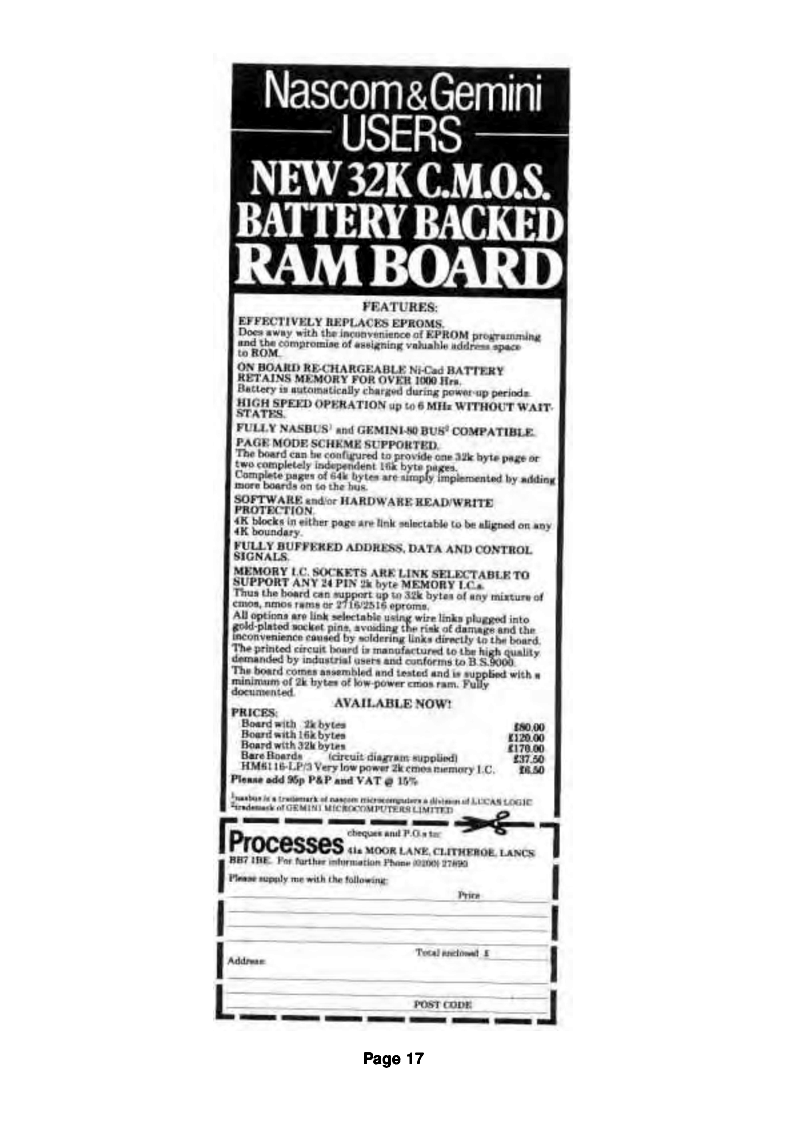 Nascom & Gemini
USERS
NEW 32K C.M.O.S.
BATTERY BACKED
RAM BOARD
FEATURES:
EFFECTIVELY REPLACES EPROMS.
Does away with the inconvenience of EPROM programming
and the compromise of assigning valuable address space
to ROM.
ON BOARD RE-CHARGEABLE Ni-Cad BATTERY
RETAINS MEMORY FOR OVER 1000 Hrs.
Battery is automatically charged during power-up periods.
HIGH SPEED OPERATION up to 6 MHz WITHOUT WAIT-
STATES.
FULLY NASBUS¹ and GEMINI-80 BUS² COMPATIBLE.
PAGE MODE SCHEME SUPPORTED.
The board can be configured to provide one 32k byte page or
two completely independent 16k byte pages.
Complete pages of 64k bytes are simply implemented by adding
more boards on to the bus.
SOFTWARE and/or HARDWARE READ/WRITE
PROTECTION.
4K blocks in either page are link selectable to be aligned on any
4K boundary.
FULLY BUFFERED ADDRESS, DATA AND CONTROL
SIGNALS.
MEMORY I.C. SOCKETS ARE LINK SELECTABLE TO
SUPPORT ANY 24 PIN 2k byte MEMORY I.C.s.
Thus the board can support up to 32k bytes of any mixture of
cmos, nmos rams or 2716/2516 eproms.
All options are link selectable using wire links plugged into
gold-plated socket pins, avoiding the risk of damage and the
inconvenience caused by soldering links directly to the board.
The printed circuit board is manufactured to the high quality
demanded by industrial users and conforms to B.S.9000.
The board comes assembled and tested and is supplied with a
minimum of 2k bytes of low-power cmos ram. Fully
documented.
AVAILABLE NOW!
PRICES:
Board with 2k bytes £80.00
Board with 16k bytes £120.00
Board with 32k bytes £170.00
Bare Boards (circuit diagram supplied) £37.50
HM6116-LP/3 Very low power 2k cmos memory I.C. £6.50
Please add 95p P&P and VAT @ 15%
¹nasbus is a trademark of nascom microcomputers a division of LUCAS LOGIC
²trademark of GEMINI MICROCOMPUTERS LIMITED
cheques and P.O.s to:
Processes 41a MOOR LANE, CLITHEROE, LANCS
BB7 1BE. For further information Phone (0200) 27890
Please supply me with the following:
Price
Total enclosed £
Address:
POST CODE
Page 17